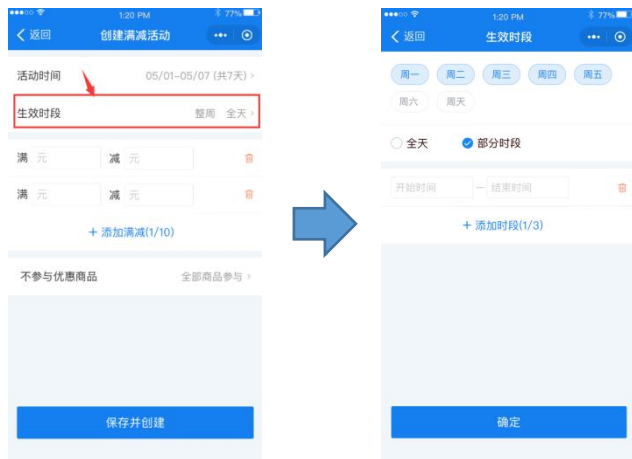 1:20 PM
77%
返回
创建满减活动
活动时间
05/01-05/07 (共7天)
生效时段
整周 全天
满 元 减 元
满 元 减 元
+ 添加满减(1/10)
不参与优惠商品
全部商品参与
保存并创建
1:20 PM
77%
返回
生效时段
周一 周二 周三 周四 周五
周六 周天
全天 部分时段
开始时间 — 结束时间
+ 添加时段(1/3)
确定